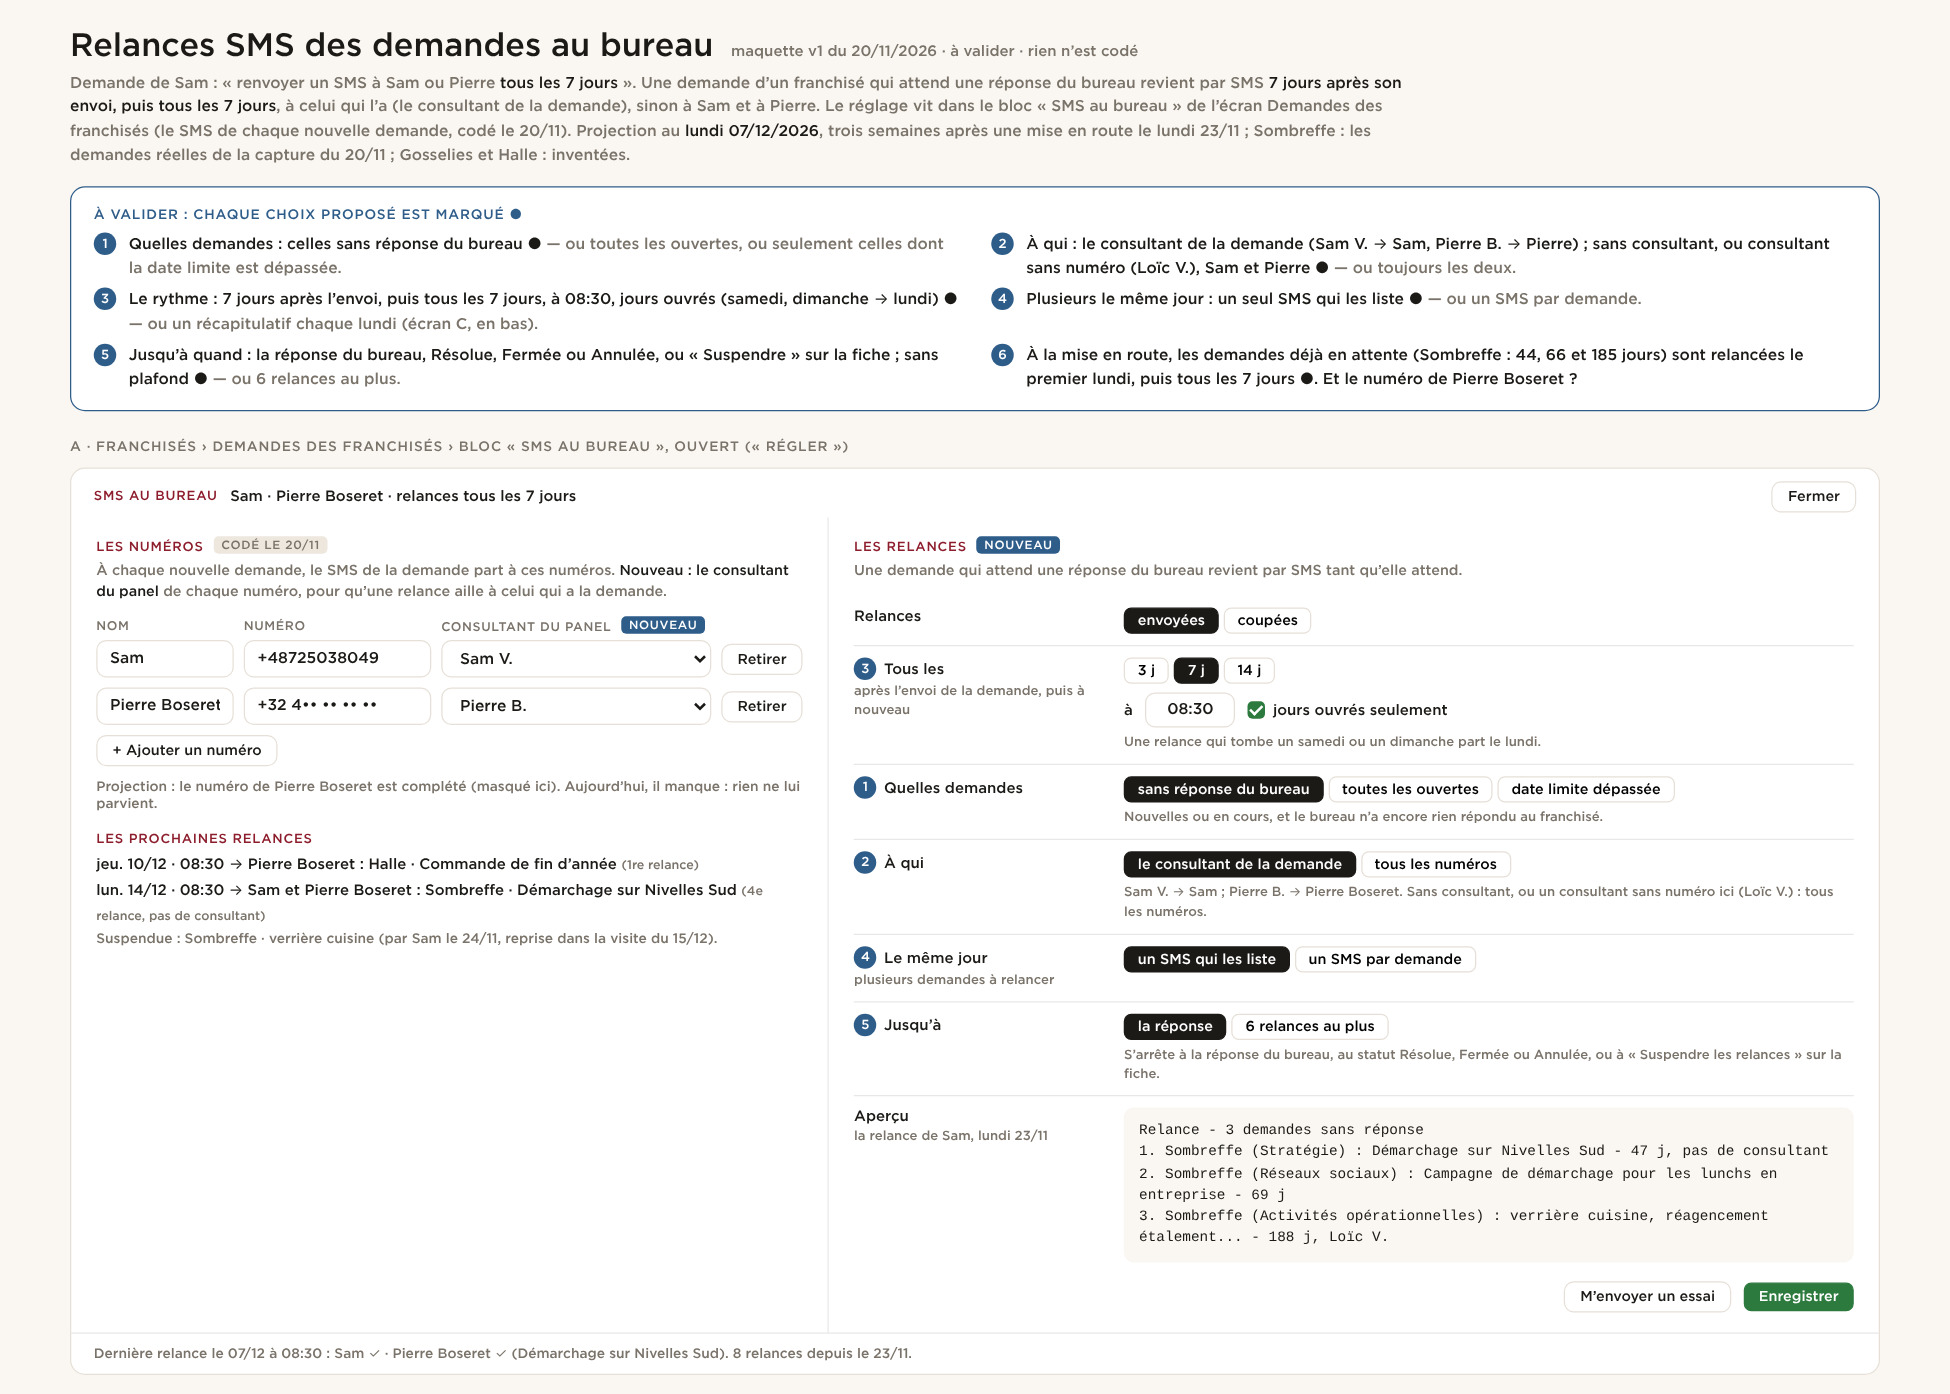 Relances SMS des demandes au bureau maquette v1 du 20/11/2026 · à valider · rien n’est codé
Demande de Sam : « renvoyer un SMS à Sam ou Pierre tous les 7 jours ». Une demande d’un franchisé qui attend une réponse du bureau revient par SMS 7 jours après son
envoi, puis tous les 7 jours, à celui qui l’a (le consultant de la demande), sinon à Sam et à Pierre. Le réglage vit dans le bloc « SMS au bureau » de l’écran Demandes des
franchisés (le SMS de chaque nouvelle demande, codé le 20/11). Projection au lundi 07/12/2026, trois semaines après une mise en route le lundi 23/11 ; Sombreffe : les
demandes réelles de la capture du 20/11 ; Gosselies et Halle : inventées.
À VALIDER : CHAQUE CHOIX PROPOSÉ EST MARQUÉ ●
1 Quelles demandes : celles sans réponse du bureau ● — ou toutes les ouvertes, ou seulement celles dont
la date limite est dépassée.
2 À qui : le consultant de la demande (Sam V. → Sam, Pierre B. → Pierre) ; sans consultant, ou consultant
sans numéro (Loïc V.), Sam et Pierre ● — ou toujours les deux.
3 Le rythme : 7 jours après l’envoi, puis tous les 7 jours, à 08:30, jours ouvrés (samedi, dimanche → lundi) ●
— ou un récapitulatif chaque lundi (écran C, en bas).
4 Plusieurs le même jour : un seul SMS qui les liste ● — ou un SMS par demande.
5 Jusqu’à quand : la réponse du bureau, Résolue, Fermée ou Annulée, ou « Suspendre » sur la fiche ; sans
plafond ● — ou 6 relances au plus.
6 À la mise en route, les demandes déjà en attente (Sombreffe : 44, 66 et 185 jours) sont relancées le
premier lundi, puis tous les 7 jours ●. Et le numéro de Pierre Boseret ?
A · FRANCHISÉS › DEMANDES DES FRANCHISÉS › BLOC « SMS AU BUREAU », OUVERT (« RÉGLER »)
SMS AU BUREAU Sam · Pierre Boseret · relances tous les 7 jours
Fermer
LES NUMÉROS CODÉ LE 20/11
À chaque nouvelle demande, le SMS de la demande part à ces numéros. Nouveau : le consultant
du panel de chaque numéro, pour qu’une relance aille à celui qui a la demande.
NOM NUMÉRO CONSULTANT DU PANEL NOUVEAU
Sam +48725038049 Sam V. Retirer
Pierre Boseret +32 4•• •• •• •• Pierre B. Retirer
+ Ajouter un numéro
Projection : le numéro de Pierre Boseret est complété (masqué ici). Aujourd’hui, il manque : rien ne lui
parvient.
LES PROCHAINES RELANCES
jeu. 10/12 · 08:30 → Pierre Boseret : Halle · Commande de fin d’année (1re relance)
lun. 14/12 · 08:30 → Sam et Pierre Boseret : Sombreffe · Démarchage sur Nivelles Sud (4e
relance, pas de consultant)
Suspendue : Sombreffe · verrière cuisine (par Sam le 24/11, reprise dans la visite du 15/12).
LES RELANCES NOUVEAU
Une demande qui attend une réponse du bureau revient par SMS tant qu’elle attend.
Relances envoyées coupées
3 Tous les 3 j 7 j 14 j
après l’envoi de la demande, puis à
nouveau
à 08:30 jours ouvrés seulement
Une relance qui tombe un samedi ou un dimanche part le lundi.
1 Quelles demandes sans réponse du bureau toutes les ouvertes date limite dépassée
Nouvelles ou en cours, et le bureau n’a encore rien répondu au franchisé.
2 À qui le consultant de la demande tous les numéros
Sam V. → Sam ; Pierre B. → Pierre Boseret. Sans consultant, ou un consultant sans numéro ici (Loïc V.) : tous
les numéros.
4 Le même jour un SMS qui les liste un SMS par demande
plusieurs demandes à relancer
5 Jusqu’à la réponse 6 relances au plus
S’arrête à la réponse du bureau, au statut Résolue, Fermée ou Annulée, ou à « Suspendre les relances » sur la
fiche.
Aperçu
la relance de Sam, lundi 23/11
Relance - 3 demandes sans réponse
1. Sombreffe (Stratégie) : Démarchage sur Nivelles Sud - 47 j, pas de consultant
2. Sombreffe (Réseaux sociaux) : Campagne de démarchage pour les lunchs en
entreprise - 69 j
3. Sombreffe (Activités opérationnelles) : verrière cuisine, réagencement
étalement... - 188 j, Loïc V.
M’envoyer un essai Enregistrer
Dernière relance le 07/12 à 08:30 : Sam ✓ · Pierre Boseret ✓ (Démarchage sur Nivelles Sud). 8 relances depuis le 23/11.